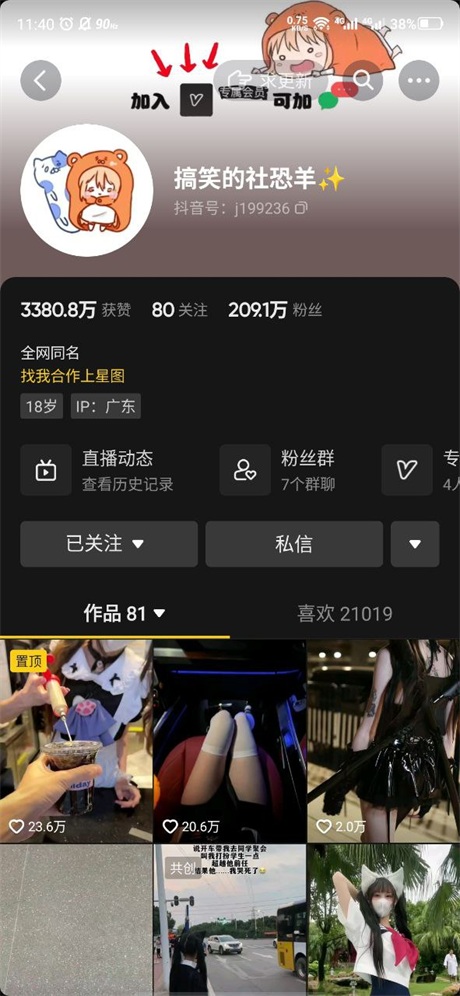 11:40
0.75 KB/S 4G 4G 38%
求更新
加入 专属会员 可加
搞笑的社恐羊✨
抖音号：j199236
3380.8万 获赞 80 关注 209.1万 粉丝
全网同名
找我合作上星图
18岁 IP：广东
直播动态 粉丝群 专
查看历史记录 7个群聊 4人
已关注 私信
作品 81 喜欢 21019
置顶
23.6万 20.6万 2.0万
共创
说开车带我去同学聚会
叫我打扮学生一点
超越他前任
结果他......我哭死了😂